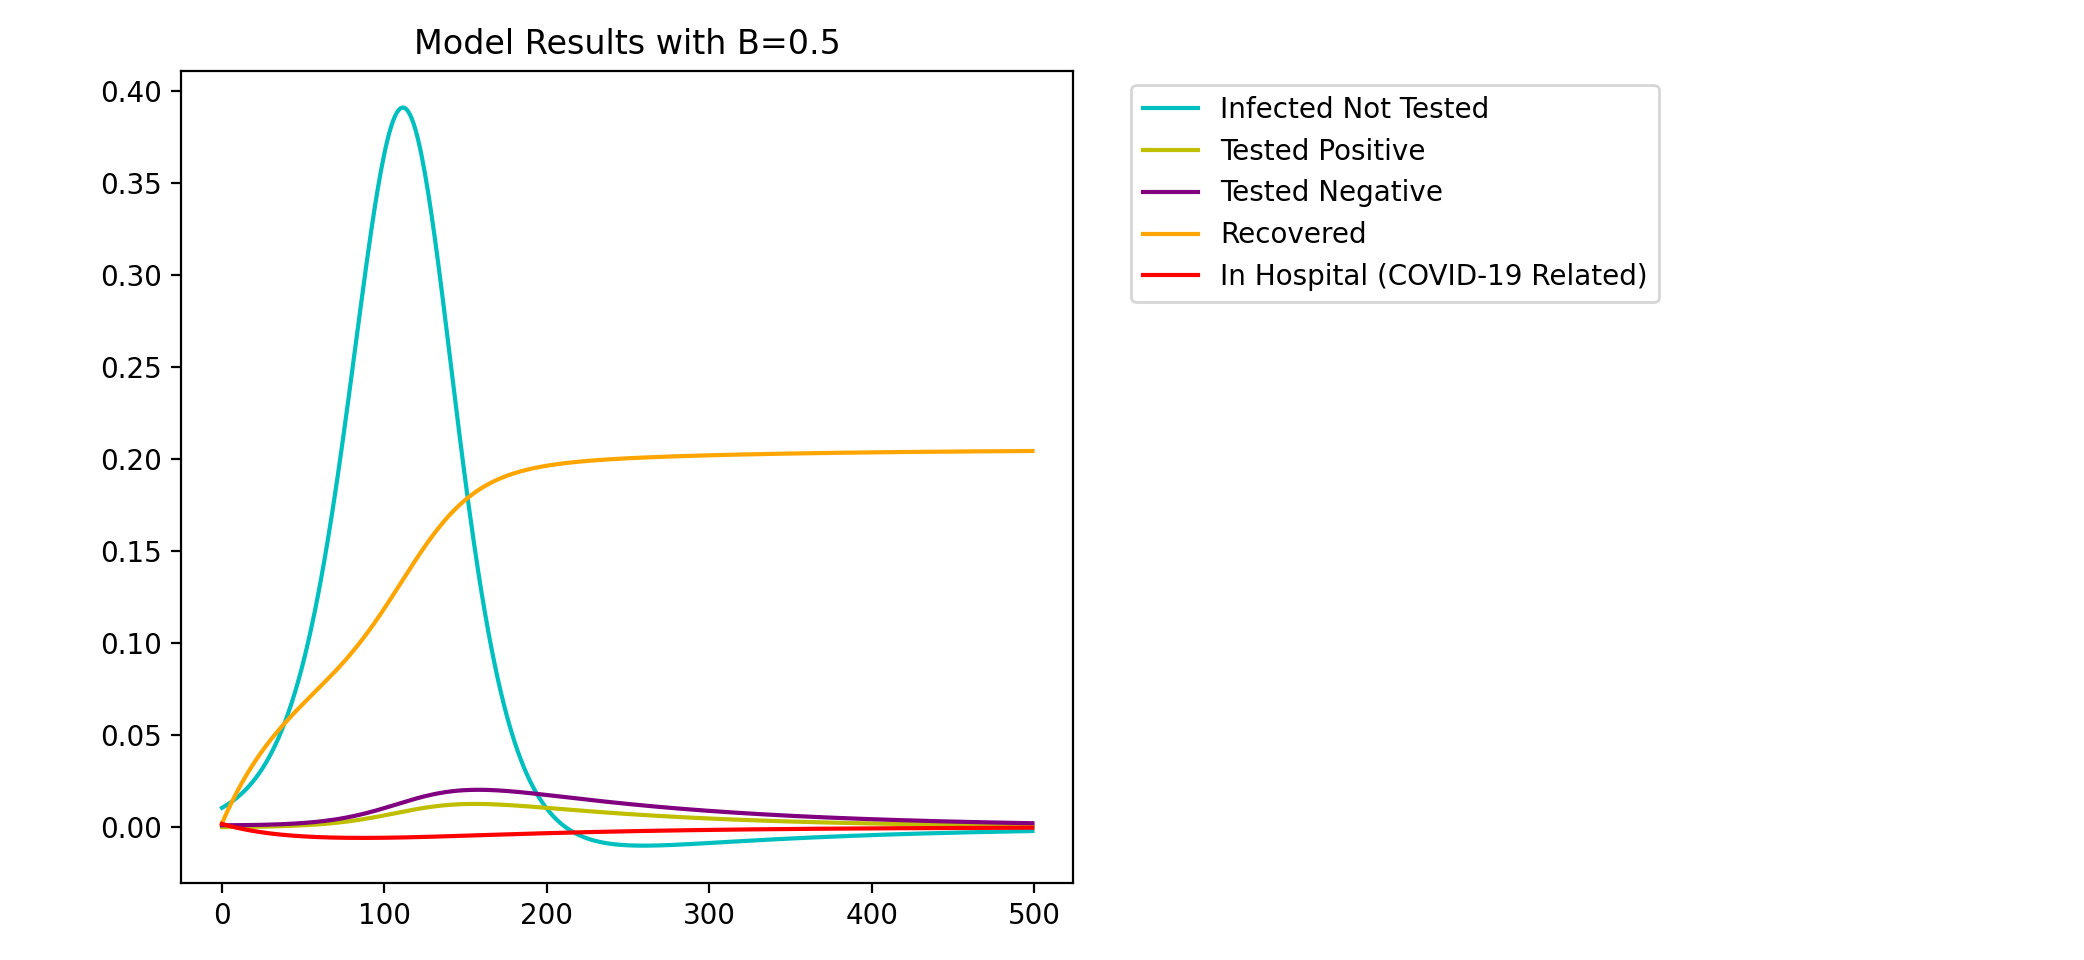 Model Results with B=0.5
0.40
0.35
0.30
0.25
0.20
0.15
0.10
0.05
0.00
0 100 200 300 400 500
Infected Not Tested
Tested Positive
Tested Negative
Recovered
In Hospital (COVID-19 Related)